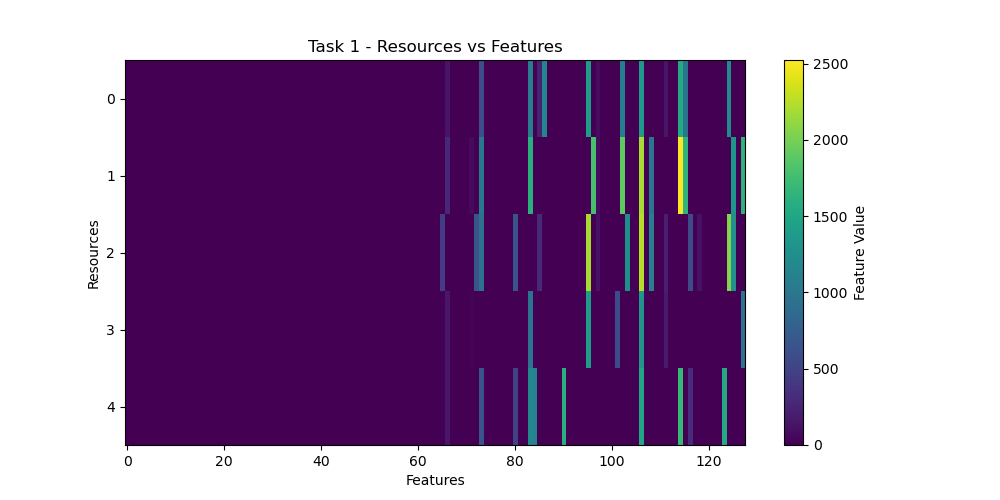 Task 1 - Resources vs Features
Resources
0
1
2
3
4
0 20 40 60 80 100 120
Features
2500
2000
1500
1000
500
0
Feature Value